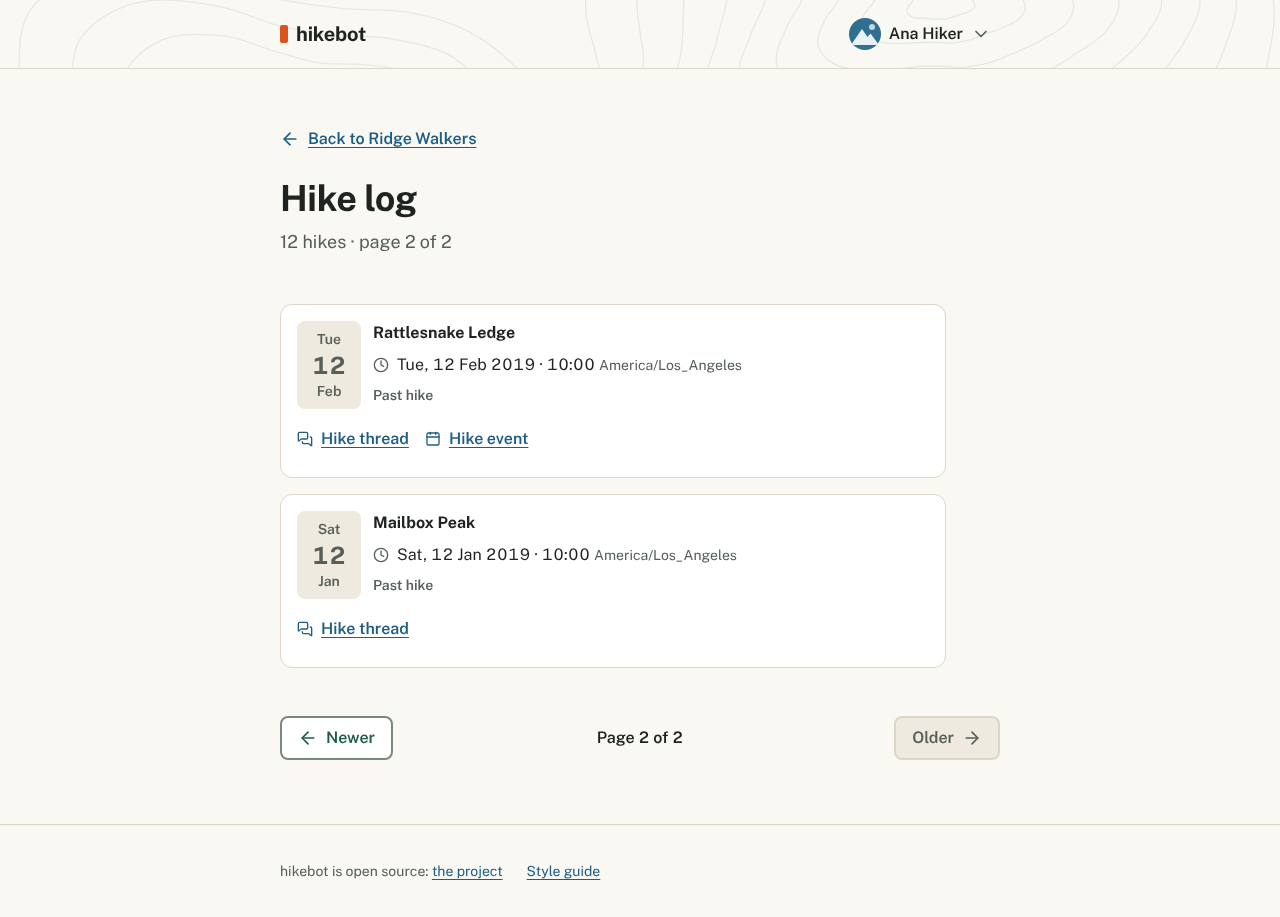 hikebot
Ana Hiker
Back to Ridge Walkers
Hike log
12 hikes · page 2 of 2
Tue
12
Feb
Rattlesnake Ledge
Tue, 12 Feb 2019 · 10:00 America/Los_Angeles
Past hike
Hike thread
Hike event
Sat
12
Jan
Mailbox Peak
Sat, 12 Jan 2019 · 10:00 America/Los_Angeles
Past hike
Hike thread
Newer
Page 2 of 2
Older
hikebot is open source: the project
Style guide